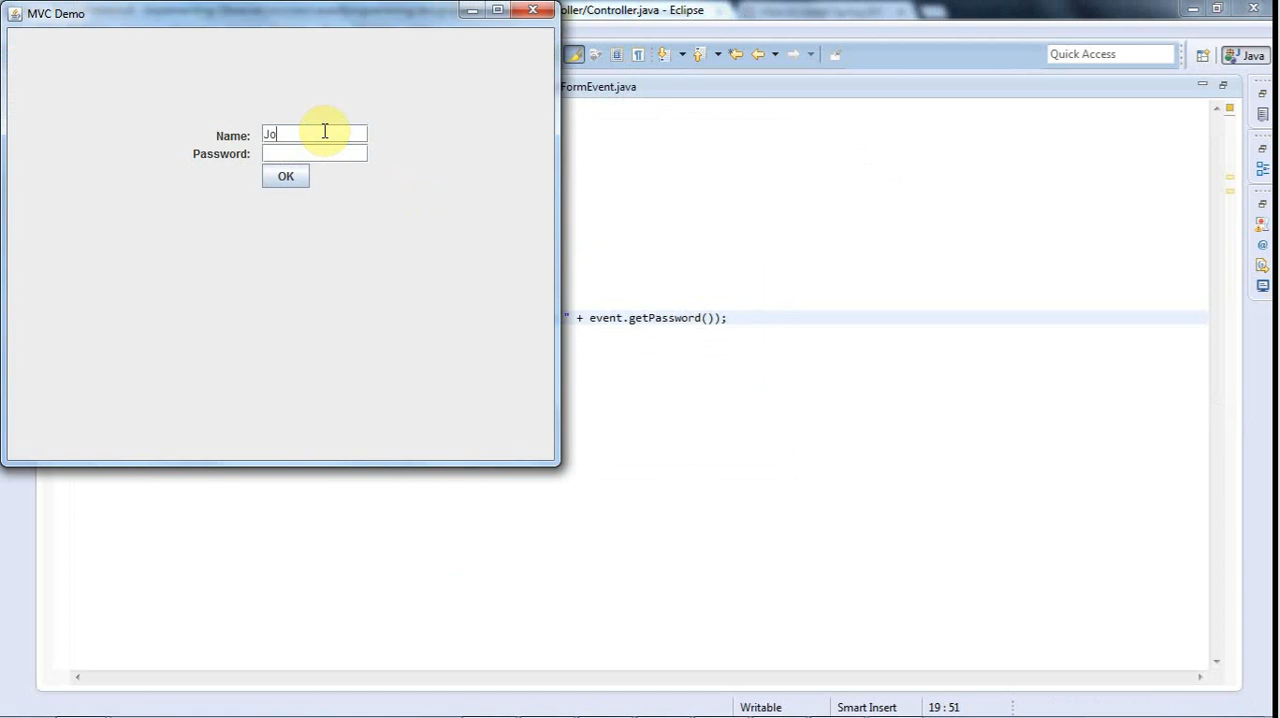 MVC Demo
oller/Controller.java - Eclipse
Quick Access
Java
FormEvent.java
Name: Jo
Password:
OK
" + event.getPassword());
Writable
Smart Insert
19 : 51